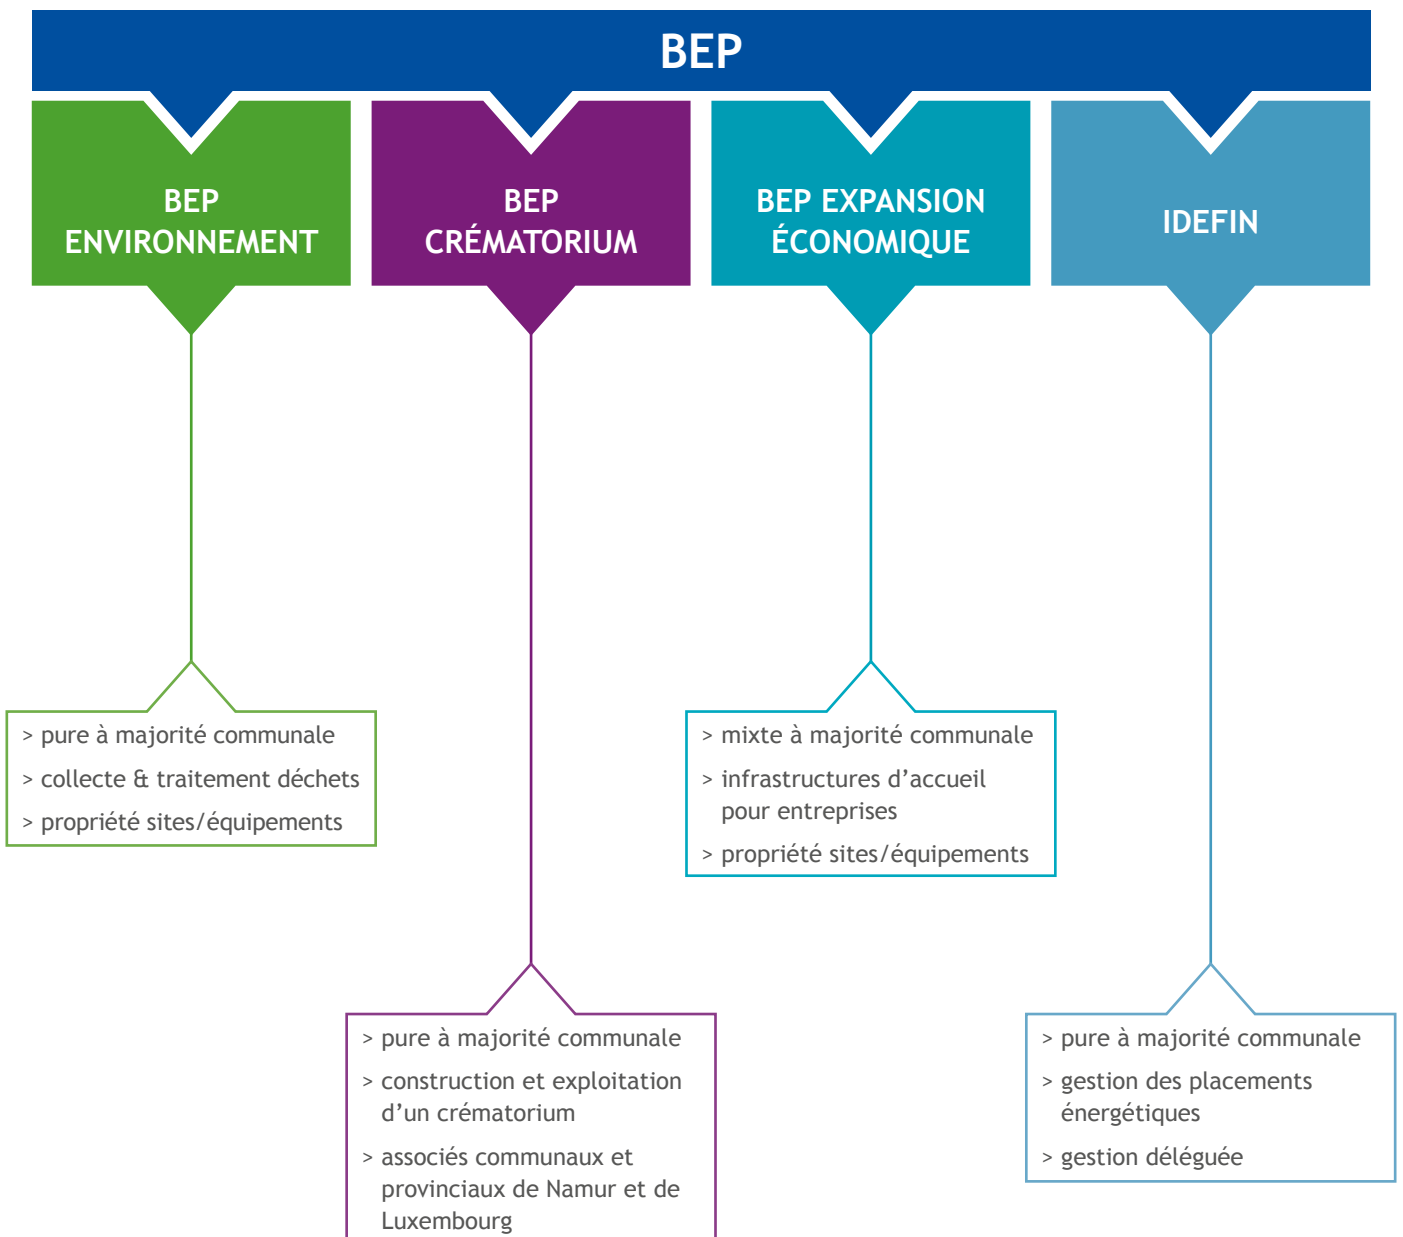 BEP
BEP
ENVIRONNEMENT
BEP
CRÉMATORIUM
BEP EXPANSION
ÉCONOMIQUE
IDEFIN
> pure à majorité communale
> collecte & traitement déchets
> propriété sites/équipements
> mixte à majorité communale
> infrastructures d’accueil
pour entreprises
> propriété sites/équipements
> pure à majorité communale
> construction et exploitation
d’un crématorium
> associés communaux et
provinciaux de Namur et de
Luxembourg
> pure à majorité communale
> gestion des placements
énergétiques
> gestion déléguée